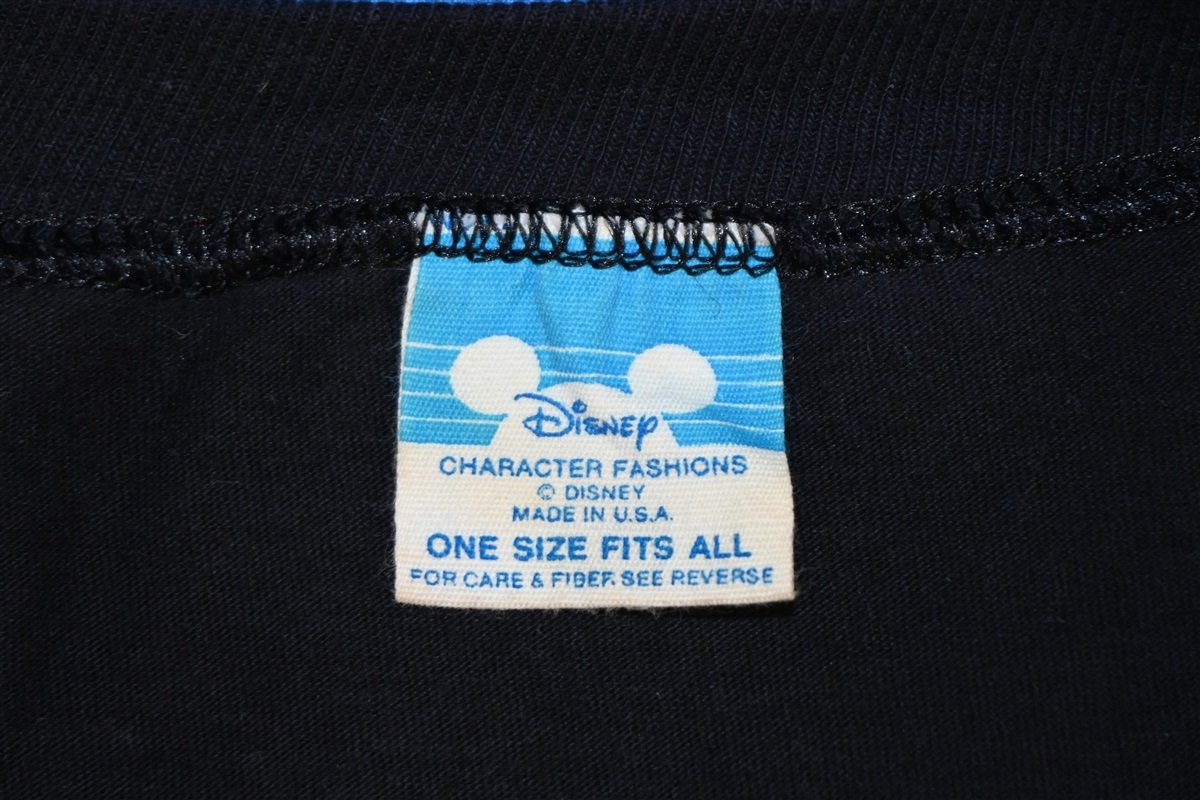 Disney
CHARACTER FASHIONS
© DISNEY
MADE IN U.S.A.
ONE SIZE FITS ALL
FOR CARE & FIBER SEE REVERSE